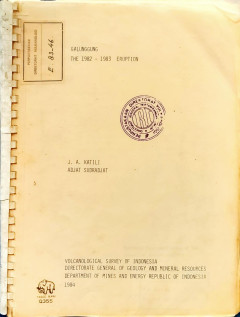 GALUNGGUNG
THE 1982 - 1983 ERUPTION
E 83-46
J. A. KATILI
ADJAT SUDRADJAT
VOLCANOLOGICAL SURVEY OF INDONESIA
DIRECTORATE GENERAL OF GEOLOGY AND MINERAL RESOURCES
DEPARTMENT OF MINES AND ENERGY REPUBLIC OF INDONESIA
1984